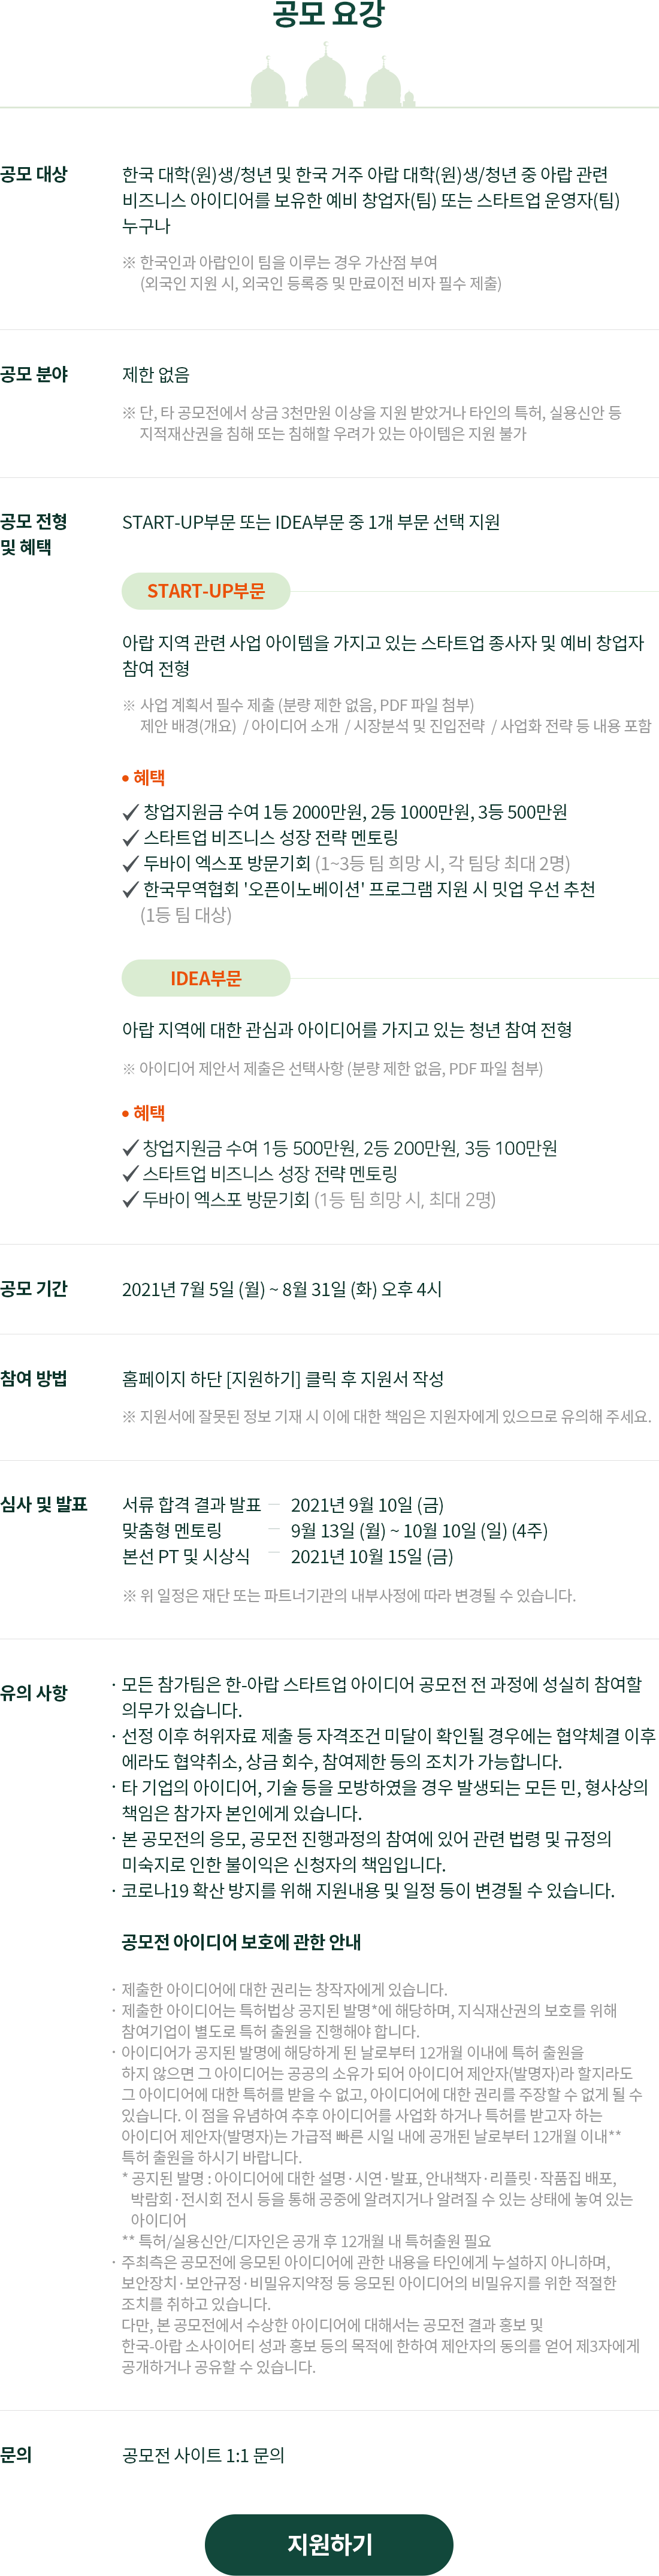 공모 요강
공모 대상
한국 대학(원)생/청년 및 한국 거주 아랍 대학(원)생/청년 중 아랍 관련
비즈니스 아이디어를 보유한 예비 창업자(팀) 또는 스타트업 운영자(팀)
누구나
※ 한국인과 아랍인이 팀을 이루는 경우 가산점 부여
(외국인 지원 시, 외국인 등록증 및 만료이전 비자 필수 제출)
공모 분야
제한 없음
※ 단, 타 공모전에서 상금 3천만원 이상을 지원 받았거나 타인의 특허, 실용신안 등
지적재산권을 침해 또는 침해할 우려가 있는 아이템은 지원 불가
공모 전형
및 혜택
START-UP부문 또는 IDEA부문 중 1개 부문 선택 지원
START-UP부문
아랍 지역 관련 사업 아이템을 가지고 있는 스타트업 종사자 및 예비 창업자
참여 전형
※ 사업 계획서 필수 제출 (분량 제한 없음, PDF 파일 첨부)
제안 배경(개요) / 아이디어 소개 / 시장분석 및 진입전략 / 사업화 전략 등 내용 포함
• 혜택
✓ 창업지원금 수여 1등 2000만원, 2등 1000만원, 3등 500만원
✓ 스타트업 비즈니스 성장 전략 멘토링
✓ 두바이 엑스포 방문기회 (1~3등 팀 희망 시, 각 팀당 최대 2명)
✓ 한국무역협회 '오픈이노베이션' 프로그램 지원 시 밋업 우선 추천
(1등 팀 대상)
IDEA부문
아랍 지역에 대한 관심과 아이디어를 가지고 있는 청년 참여 전형
※ 아이디어 제안서 제출은 선택사항 (분량 제한 없음, PDF 파일 첨부)
• 혜택
✓ 창업지원금 수여 1등 500만원, 2등 200만원, 3등 100만원
✓ 스타트업 비즈니스 성장 전략 멘토링
✓ 두바이 엑스포 방문기회 (1등 팀 희망 시, 최대 2명)
공모 기간
2021년 7월 5일 (월) ~ 8월 31일 (화) 오후 4시
참여 방법
홈페이지 하단 [지원하기] 클릭 후 지원서 작성
※ 지원서에 잘못된 정보 기재 시 이에 대한 책임은 지원자에게 있으므로 유의해 주세요.
심사 및 발표
서류 합격 결과 발표 — 2021년 9월 10일 (금)
맞춤형 멘토링 — 9월 13일 (월) ~ 10월 10일 (일) (4주)
본선 PT 및 시상식 — 2021년 10월 15일 (금)
※ 위 일정은 재단 또는 파트너기관의 내부사정에 따라 변경될 수 있습니다.
유의 사항
· 모든 참가팀은 한-아랍 스타트업 아이디어 공모전 전 과정에 성실히 참여할
의무가 있습니다.
· 선정 이후 허위자료 제출 등 자격조건 미달이 확인될 경우에는 협약체결 이후
에라도 협약취소, 상금 회수, 참여제한 등의 조치가 가능합니다.
· 타 기업의 아이디어, 기술 등을 모방하였을 경우 발생되는 모든 민, 형사상의
책임은 참가자 본인에게 있습니다.
· 본 공모전의 응모, 공모전 진행과정의 참여에 있어 관련 법령 및 규정의
미숙지로 인한 불이익은 신청자의 책임입니다.
· 코로나19 확산 방지를 위해 지원내용 및 일정 등이 변경될 수 있습니다.
공모전 아이디어 보호에 관한 안내
· 제출한 아이디어에 대한 권리는 창작자에게 있습니다.
· 제출한 아이디어는 특허법상 공지된 발명*에 해당하며, 지식재산권의 보호를 위해
참여기업이 별도로 특허 출원을 진행해야 합니다.
· 아이디어가 공지된 발명에 해당하게 된 날로부터 12개월 이내에 특허 출원을
하지 않으면 그 아이디어는 공공의 소유가 되어 아이디어 제안자(발명자)라 할지라도
그 아이디어에 대한 특허를 받을 수 없고, 아이디어에 대한 권리를 주장할 수 없게 될 수
있습니다. 이 점을 유념하여 추후 아이디어를 사업화 하거나 특허를 받고자 하는
아이디어 제안자(발명자)는 가급적 빠른 시일 내에 공개된 날로부터 12개월 이내**
특허 출원을 하시기 바랍니다.
* 공지된 발명 : 아이디어에 대한 설명·시연·발표, 안내책자·리플릿·작품집 배포,
박람회·전시회 전시 등을 통해 공중에 알려지거나 알려질 수 있는 상태에 놓여 있는
아이디어
** 특허/실용신안/디자인은 공개 후 12개월 내 특허출원 필요
· 주최측은 공모전에 응모된 아이디어에 관한 내용을 타인에게 누설하지 아니하며,
보안장치·보안규정·비밀유지약정 등 응모된 아이디어의 비밀유지를 위한 적절한
조치를 취하고 있습니다.
다만, 본 공모전에서 수상한 아이디어에 대해서는 공모전 결과 홍보 및
한국-아랍 소사이어티 성과 홍보 등의 목적에 한하여 제안자의 동의를 얻어 제3자에게
공개하거나 공유할 수 있습니다.
문의
공모전 사이트 1:1 문의
지원하기